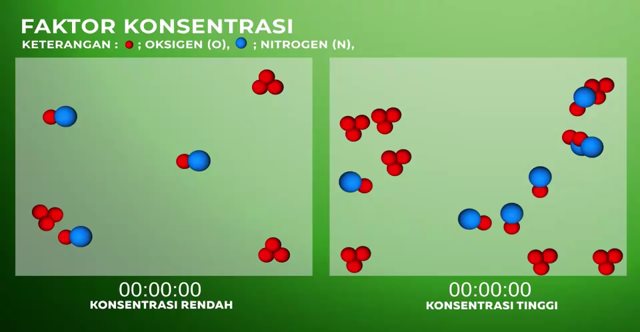 FAKTOR KONSENTRASI
KETERANGAN : ; OKSIGEN (O), ; NITROGEN (N),
00:00:00
KONSENTRASI RENDAH
00:00:00
KONSENTRASI TINGGI